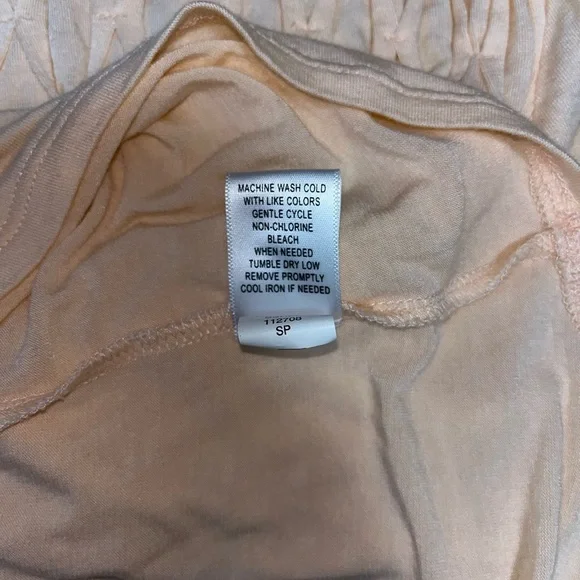 MACHINE WASH COLD
WITH LIKE COLORS
GENTLE CYCLE
NON-CHLORINE
BLEACH
WHEN NEEDED
TUMBLE DRY LOW
REMOVE PROMPTLY
COOL IRON IF NEEDED
112708
SP